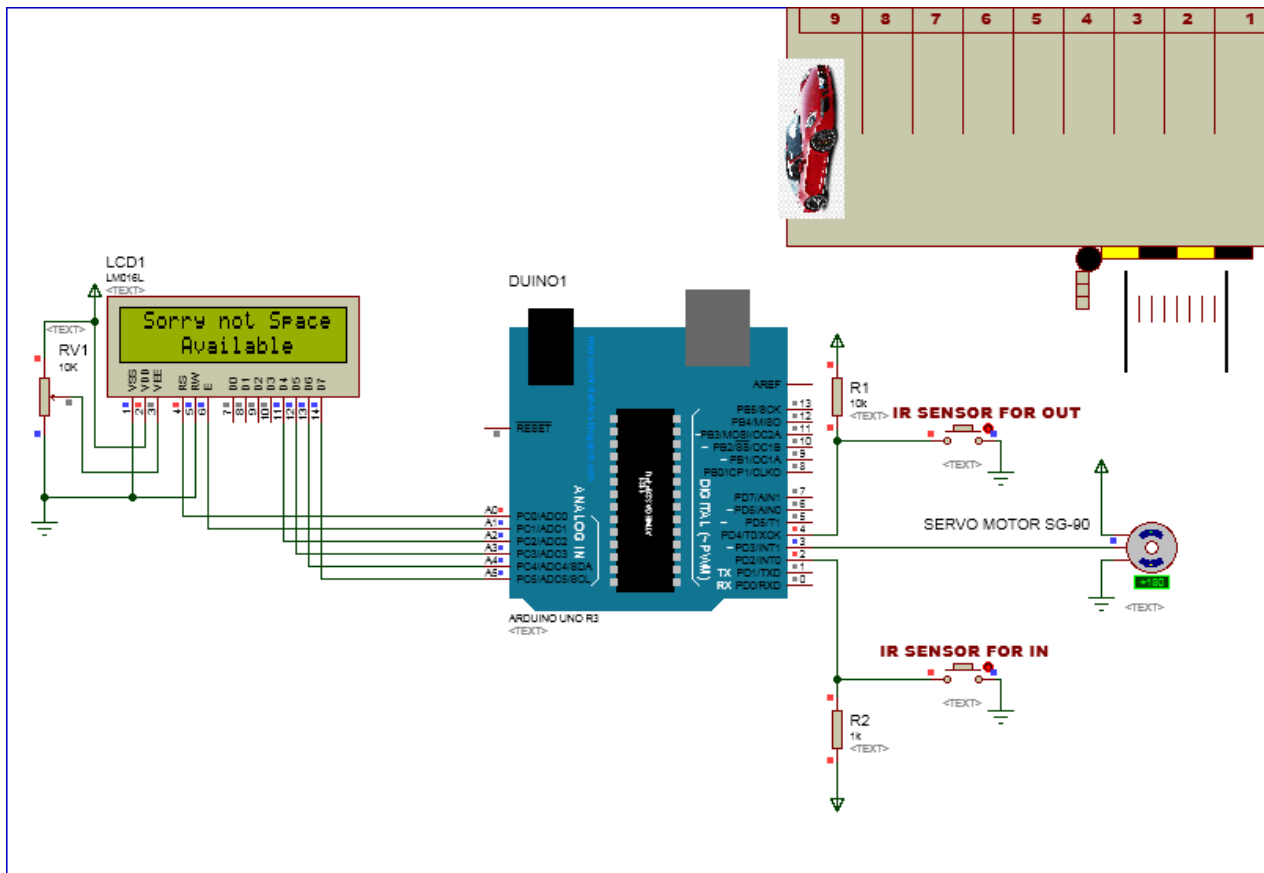 9 8 7 6 5 4 3 2 1
LCD1
LM016L
<TEXT>
Sorry not Space
Available
<TEXT>
RV1
10K
VSS VDD VEE RS RW E D0 D1 D2 D3 D4 D5 D6 D7
1 2 3 4 5 6 7 8 9 10 11 12 13 14
DUINO1
AREF
RESET
PB5/SCK 13
PB4/MISO 12
~PB3/MOSI/OC2A 11
~PB2/SS/OC1B 10
~PB1/OC1A 9
PB0/ICP1/CLKO 8
PD7/AIN1 7
~PD6/AIN0 6
~PD5/T1 5
PD4/T0/XCK 4
~PD3/INT1 3
PD2/INT0 2
TX PD1/TXD 1
RX PD0/RXD 0
DIGITAL (~PWM)
ANALOG IN
A0 PC0/ADC0
A1 PC1/ADC1
A2 PC2/ADC2
A3 PC3/ADC3
A4 PC4/ADC4/SDA
A5 PC5/ADC5/SCL
ARDUINO UNO R3
<TEXT>
R1
10k
<TEXT>
IR SENSOR FOR OUT
<TEXT>
SERVO MOTOR SG-90
<TEXT>
IR SENSOR FOR IN
<TEXT>
R2
1k
<TEXT>